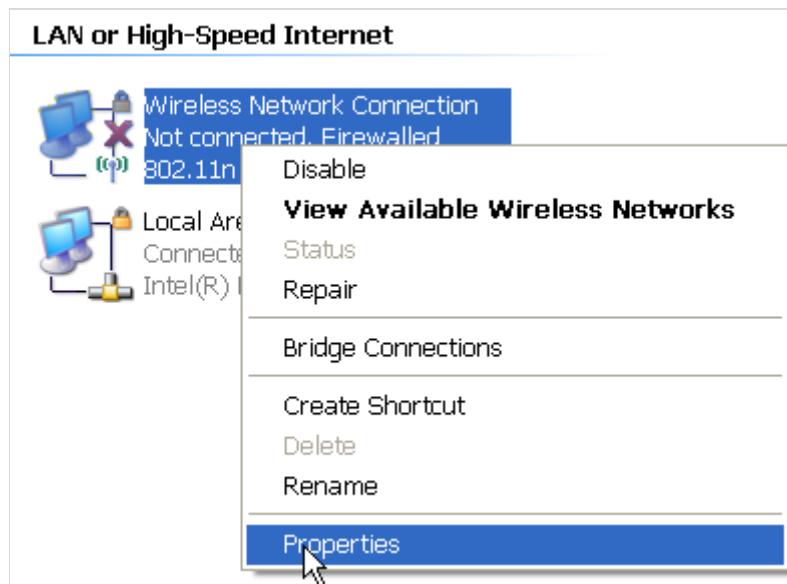 LAN or High-Speed Internet
Wireless Network Connection
Not connected, Firewalled
802.11n
Local Are
Connecte
Intel(R)
Disable
View Available Wireless Networks
Status
Repair
Bridge Connections
Create Shortcut
Delete
Rename
Properties